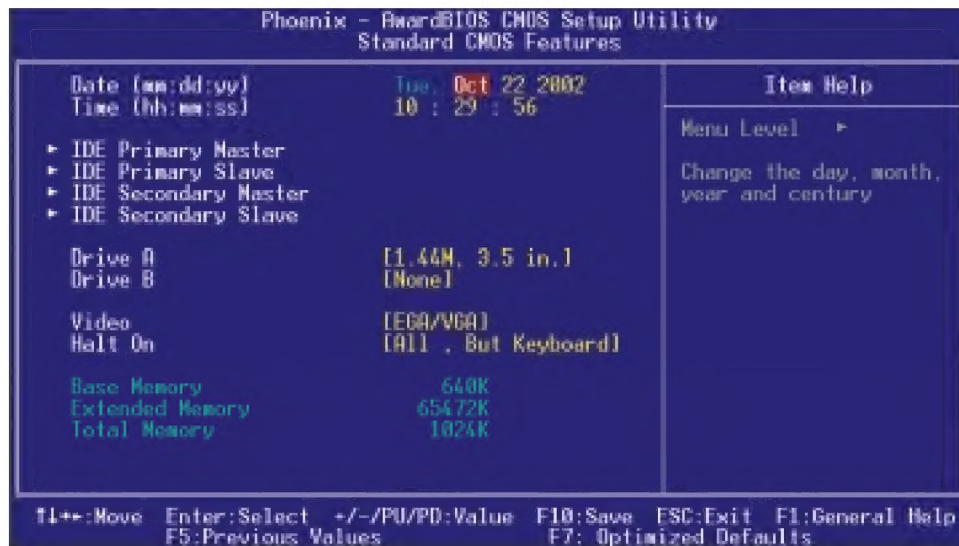 Phoenix - AwardBIOS CMOS Setup Utility
Standard CMOS Features
Date (mm:dd:yy) Tue, Oct 22 2002
Time (hh:mm:ss) 10 : 29 : 56
► IDE Primary Master
► IDE Primary Slave
► IDE Secondary Master
► IDE Secondary Slave
Drive A [1.44M, 3.5 in.]
Drive B [None]
Video [EGA/VGA]
Halt On [All , But Keyboard]
Base Memory 640K
Extended Memory 65472K
Total Memory 1024K
Item Help
Menu Level ►
Change the day, month,
year and century
↑↓→←:Move Enter:Select +/-/PU/PD:Value F10:Save ESC:Exit F1:General Help
F5:Previous Values F7: Optimized Defaults